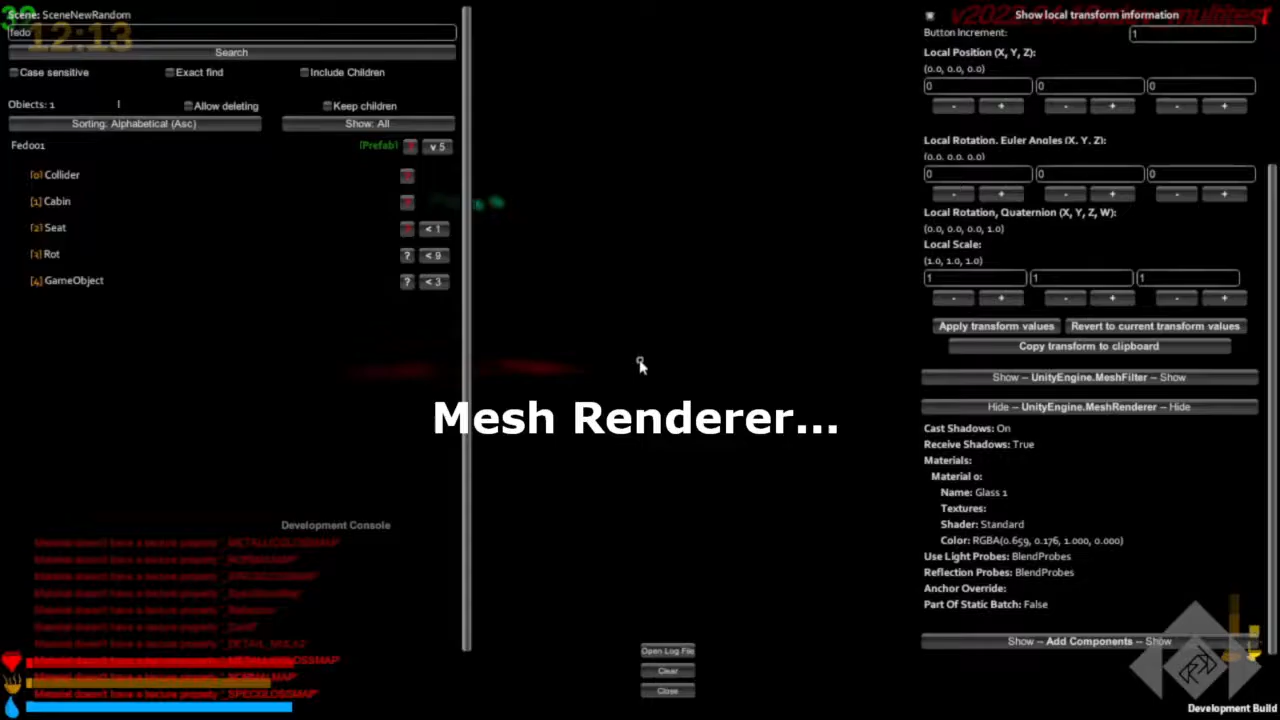 Scene: SceneNewRandom
fedo
12:13
Search
Case sensitive
Exact find
Include Children
Objects: 1
Allow deleting
Keep children
Sorting: Alphabetical (Asc)
Show: All
Fedoo1
[Prefab]
v 5
[0] Collider
[1] Cabin
[2] Seat
< 1
[3] Rot
?
< 9
[4] GameObject
?
< 3
Mesh Renderer...
Development Console
Open Log File
Clear
Close
Show local transform information
Button Increment:
1
Local Position (X, Y, Z):
(0.0, 0.0, 0.0)
0
0
0
-
+
-
+
-
+
Local Rotation. Euler Angles (X. Y. Z):
(0.0, 0.0, 0.0)
0
0
0
-
+
-
+
-
+
Local Rotation, Quaternion (X, Y, Z, W):
(0.0, 0.0, 0.0, 1.0)
Local Scale:
(1.0, 1.0, 1.0)
1
1
1
-
+
-
+
-
+
Apply transform values
Revert to current transform values
Copy transform to clipboard
Show -- UnityEngine.MeshFilter -- Show
Hide -- UnityEngine.MeshRenderer -- Hide
Cast Shadows: On
Receive Shadows: True
Materials:
Material 0:
Name: Glass 1
Textures:
Shader: Standard
Color: RGBA(0.659, 0.176, 1.000, 0.000)
Use Light Probes: BlendProbes
Reflection Probes: BlendProbes
Anchor Override:
Part Of Static Batch: False
Show -- Add Components -- Show
Development Build